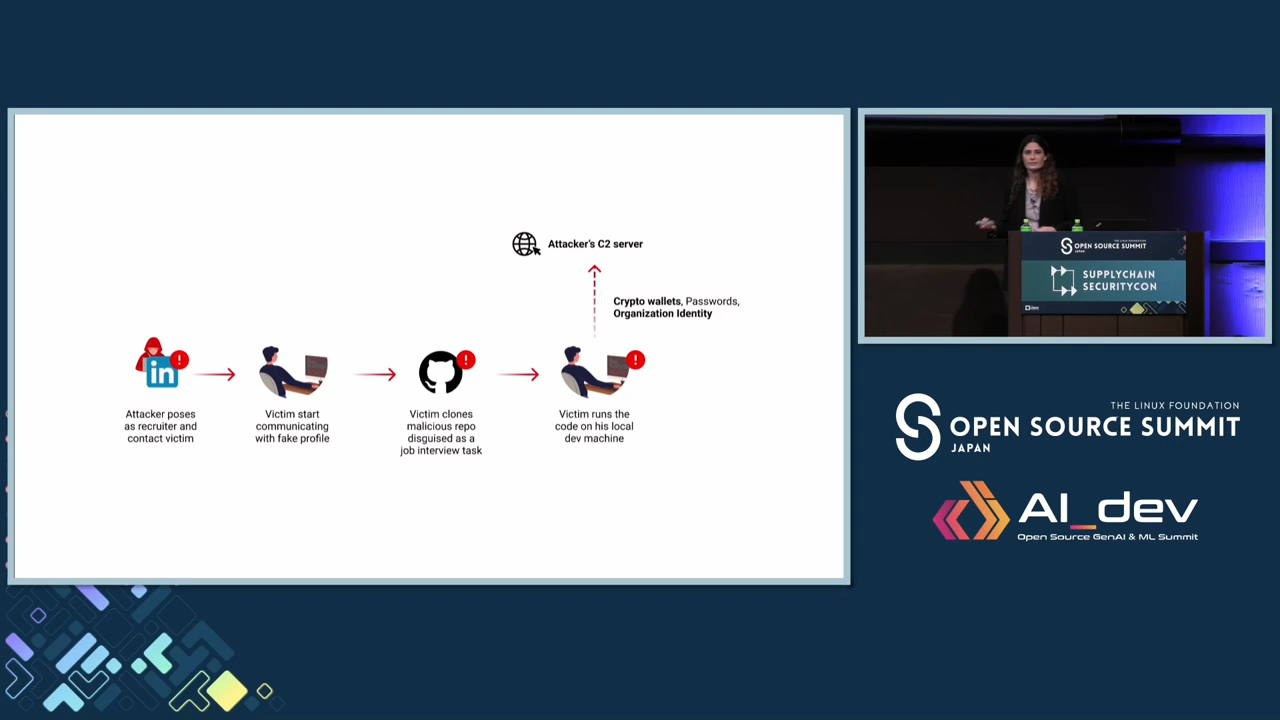 Attacker's C2 server
Crypto wallets, Passwords,
Organization Identity
in
Attacker poses
as recruiter and
contact victim
Victim start
communicating
with fake profile
Victim clones
malicious repo
disguised as a
job interview task
Victim runs the
code on his local
dev machine
OPEN SOURCE SUMMIT
SUPPLYCHAIN
SECURITYCON
THE LINUX FOUNDATION
OPEN SOURCE SUMMIT
JAPAN
AI_dev
Open Source GenAI & ML Summit